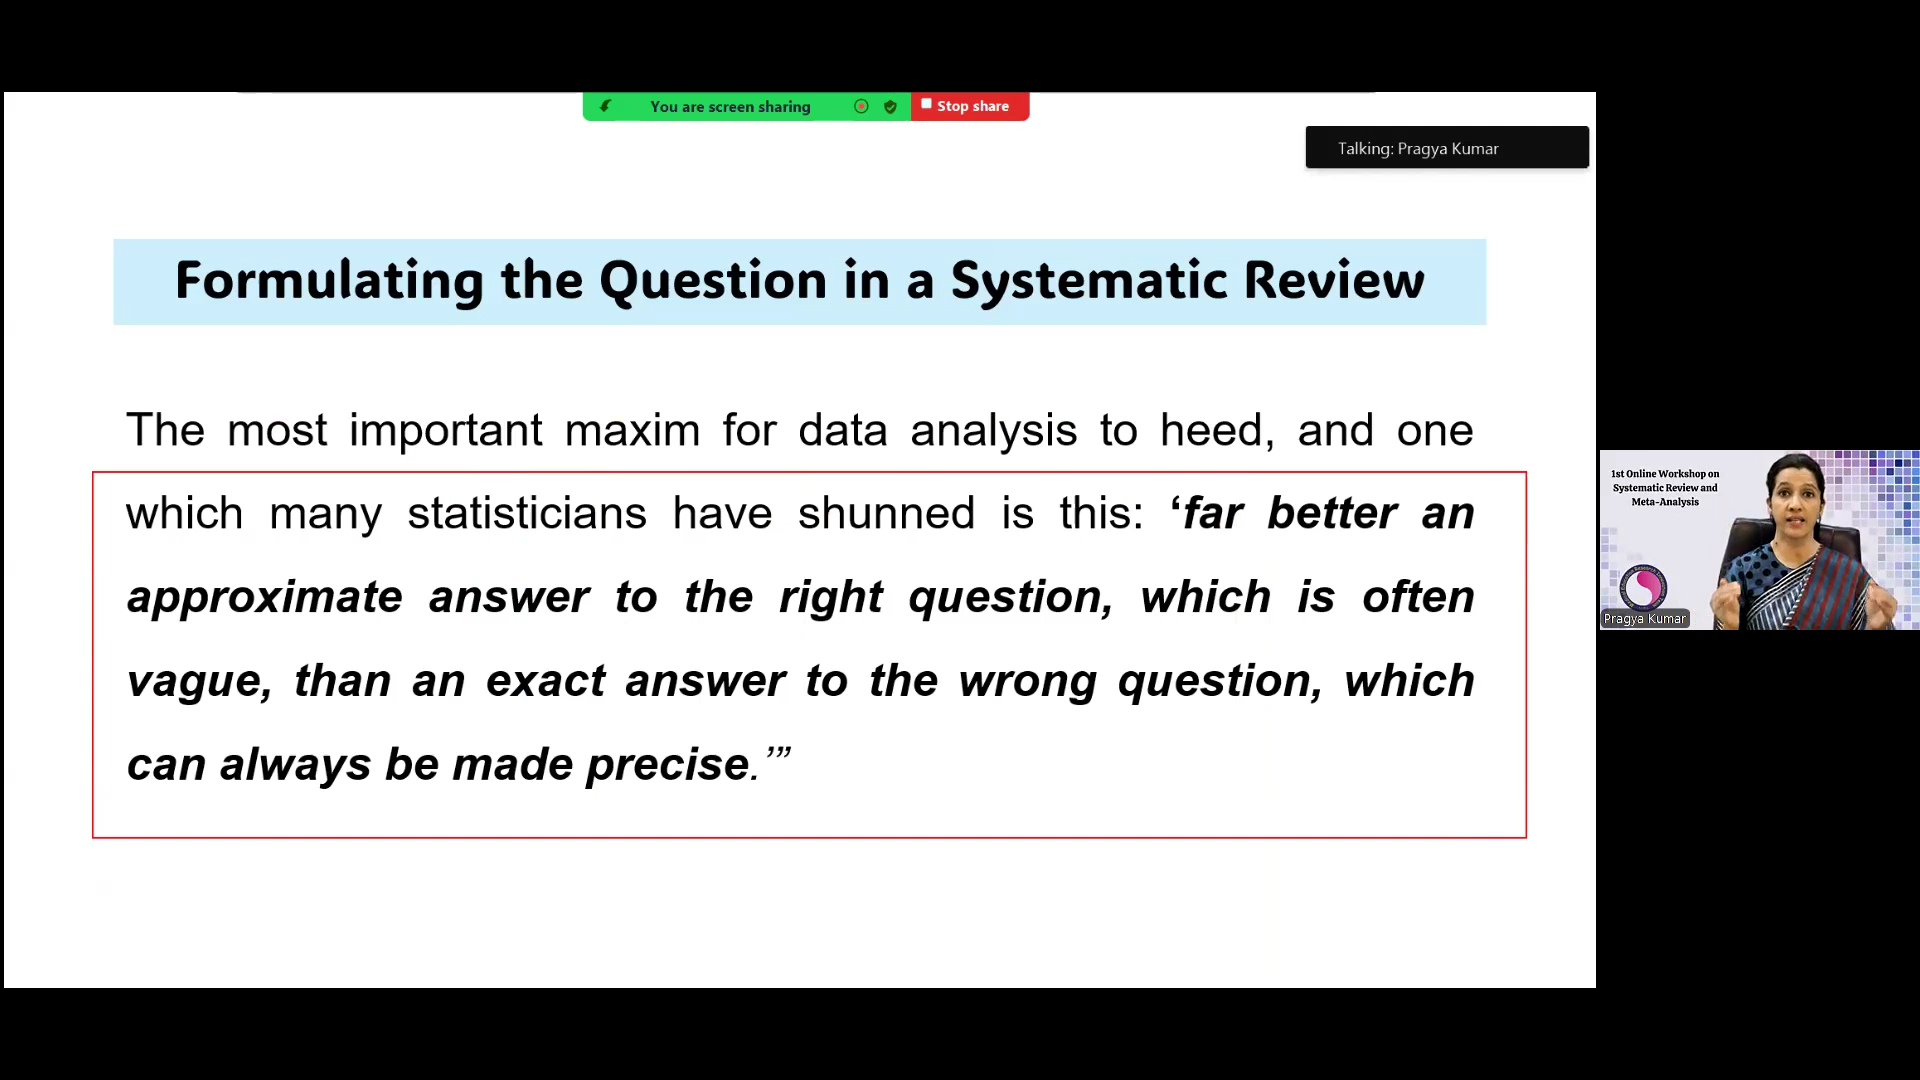 You are screen sharing
Stop share
Talking: Pragya Kumar
Formulating the Question in a Systematic Review
The most important maxim for data analysis to heed, and one
which many statisticians have shunned is this: ‘far better an
approximate answer to the right question, which is often
vague, than an exact answer to the wrong question, which
can always be made precise.’”
1st Online Workshop on
Systematic Review and
Meta-Analysis
Pragya Kumar